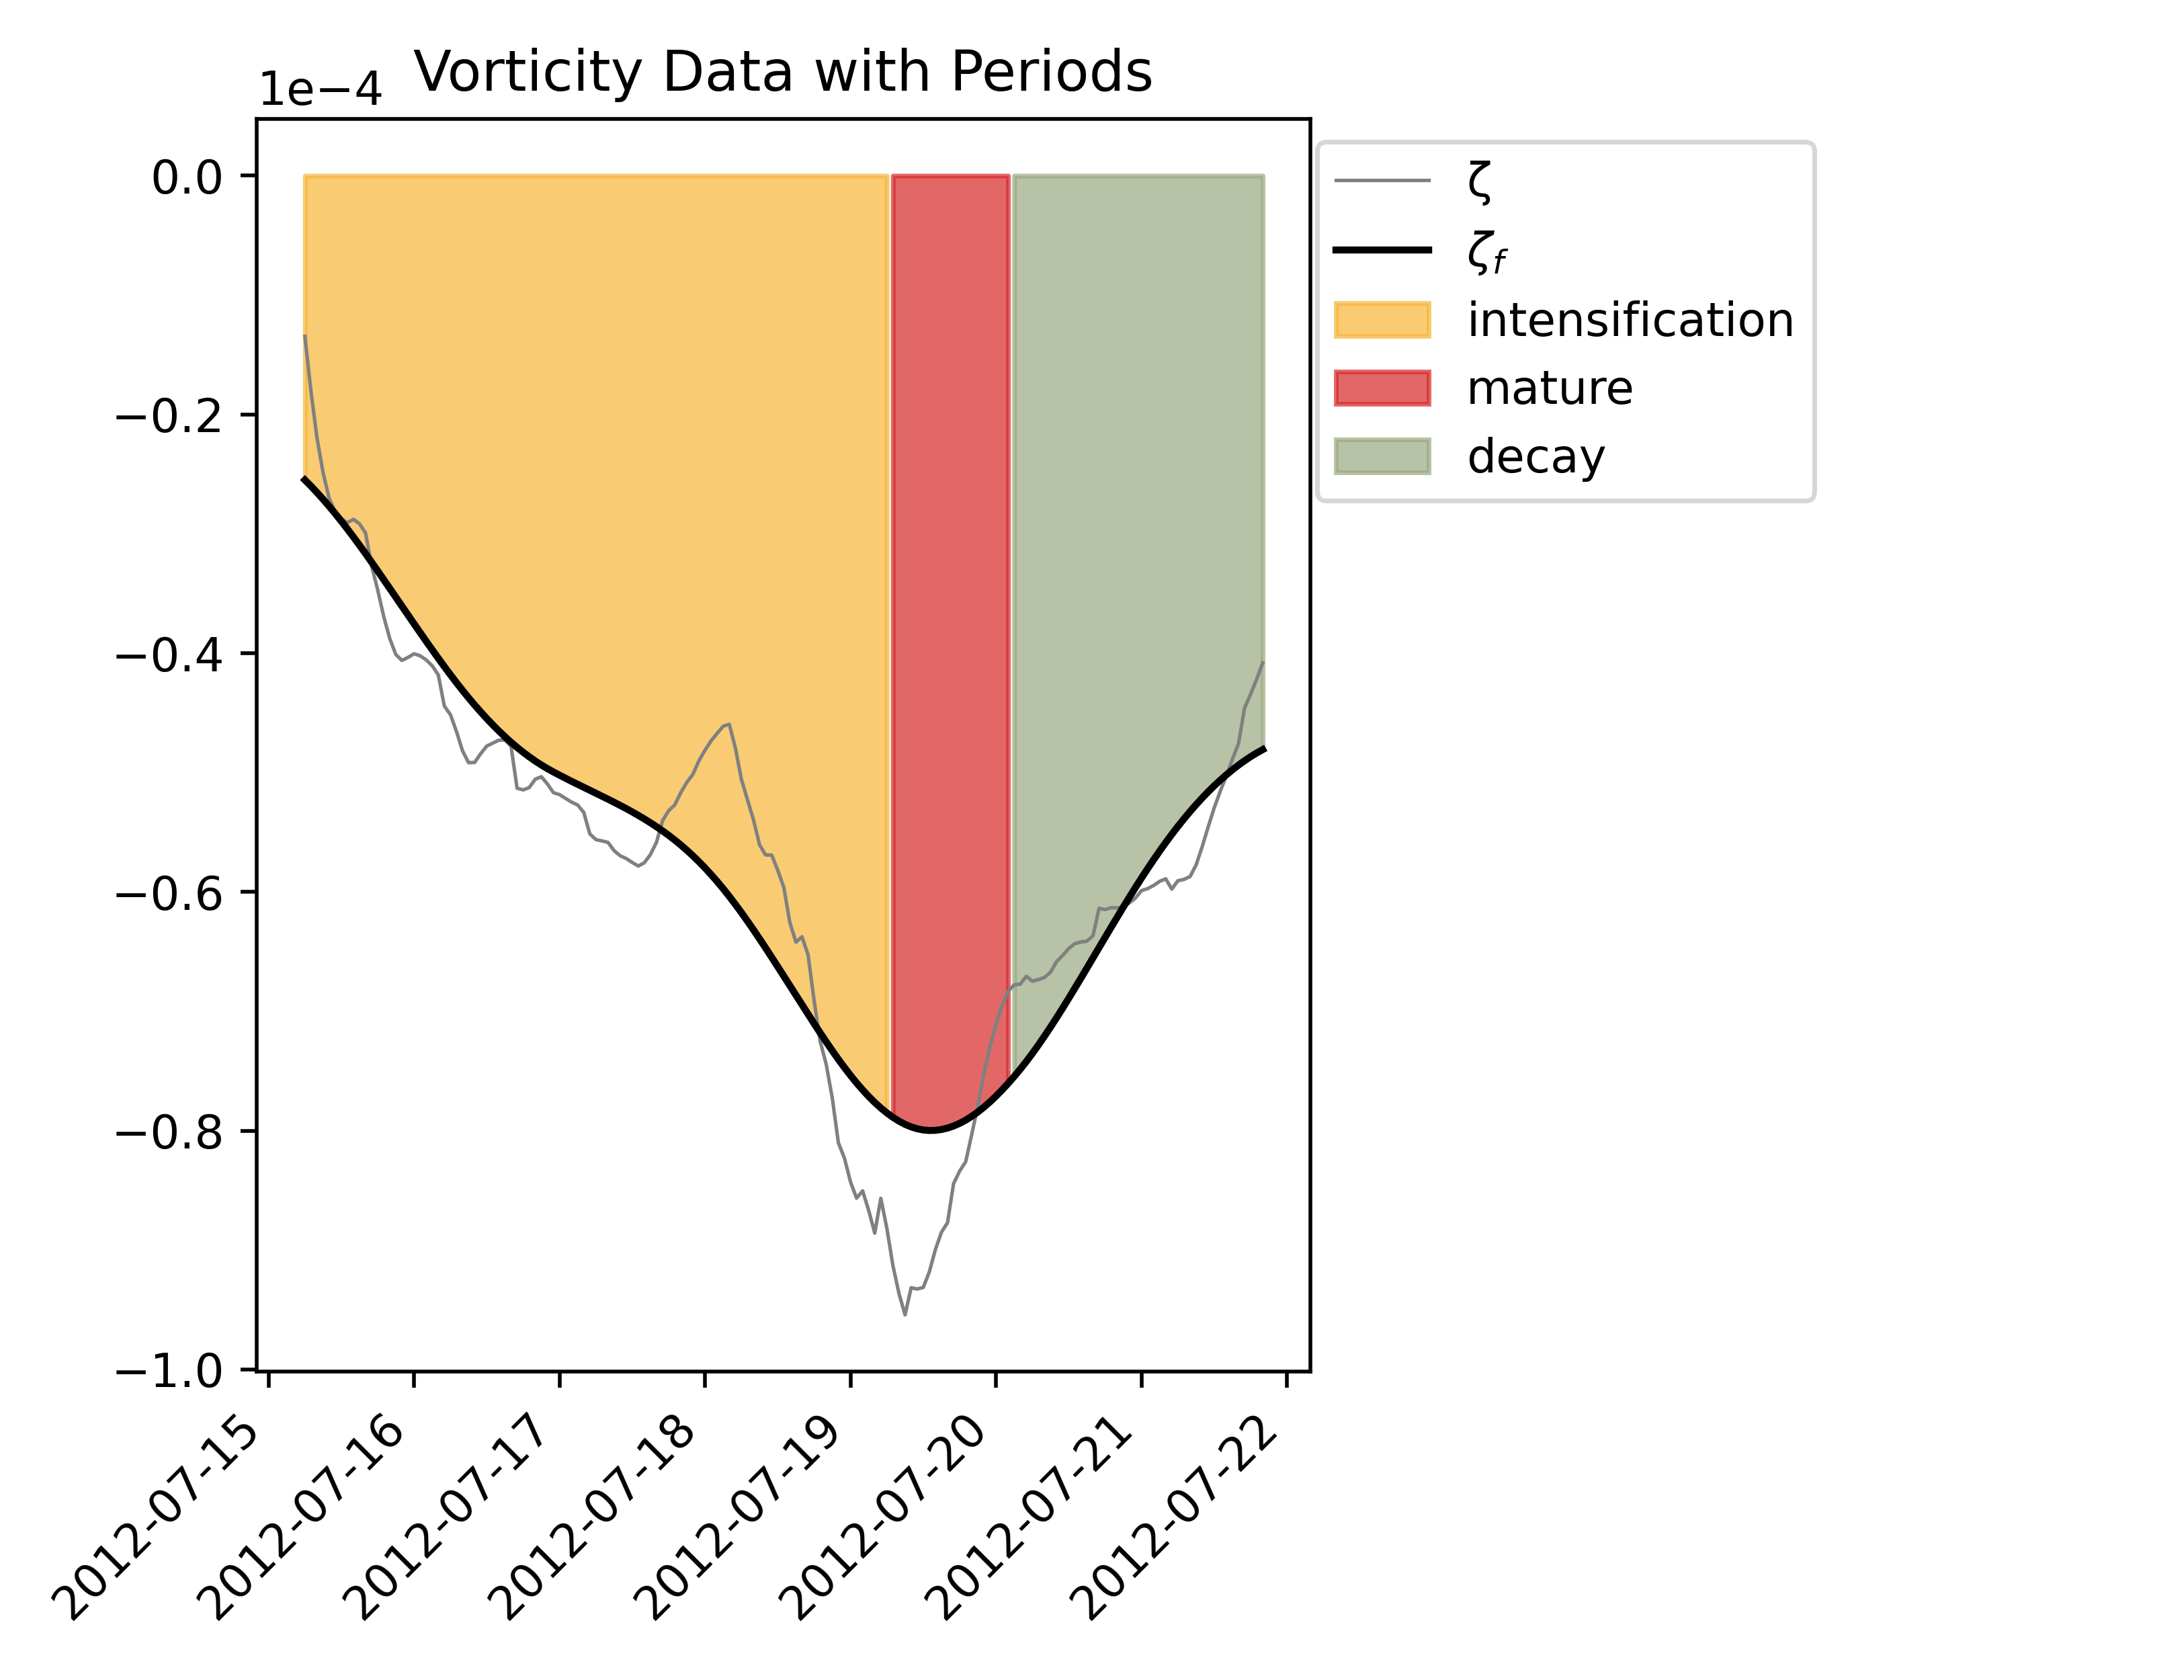 Vorticity Data with Periods
1e−4
0.0
−0.2
−0.4
−0.6
−0.8
−1.0
2012-07-15
2012-07-16
2012-07-17
2012-07-18
2012-07-19
2012-07-20
2012-07-21
2012-07-22
ζ
ζf
intensification
mature
decay